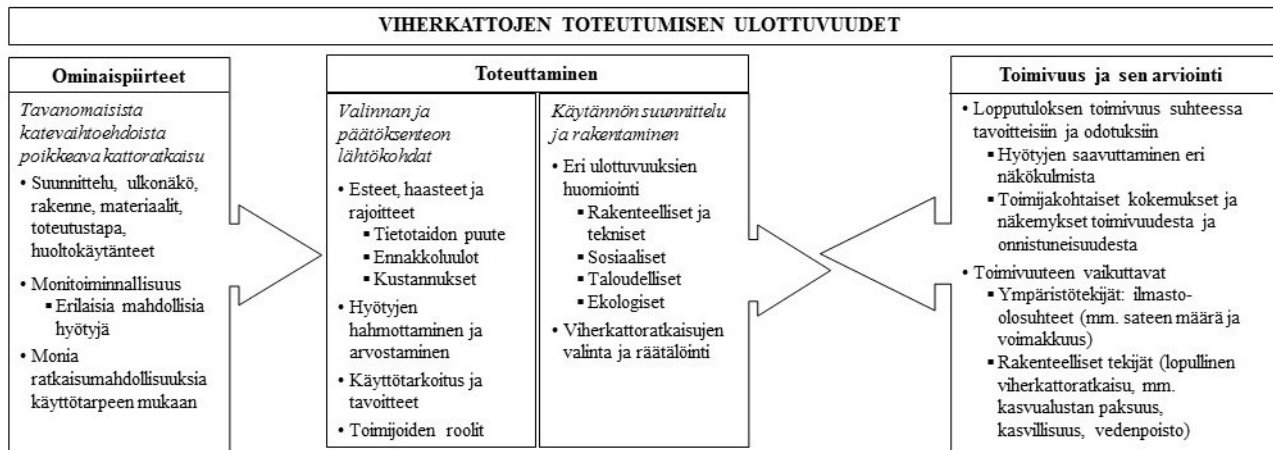 VIHERKATTOJEN TOTEUTUMISEN ULOTTUVUUDET
Ominaispiirteet
Tavanomaisista
katevaihtoehdoista
poikkeava kattoratkaisu
• Suunnittelu, ulkonäkö,
rakenne, materiaalit,
toteutustapa,
huoltokäytänteet
• Monitoiminnallisuus
▪ Erilaisia mahdollisia
hyötyjä
• Monia
ratkaisumahdollisuuksia
käyttötarpeen mukaan
Toteuttaminen
Valinnan ja
päätöksenteon
lähtökohdat
• Esteet, haasteet ja
rajoitteet
▪ Tietotaidon puute
▪ Ennakkoluulot
▪ Kustannukset
• Hyötyjen
hahmottaminen ja
arvostaminen
• Käyttötarkoitus ja
tavoitteet
• Toimijoiden roolit
Käytännön suunnittelu
ja rakentaminen
• Eri ulottuvuuksien
huomiointi
▪ Rakenteelliset ja
tekniset
▪ Sosiaaliset
▪ Taloudelliset
▪ Ekologiset
• Viherkattoratkaisujen
valinta ja räätälöinti
Toimivuus ja sen arviointi
• Lopputuloksen toimivuus suhteessa
tavoitteisiin ja odotuksiin
▪ Hyötyjen saavuttaminen eri
näkökulmista
▪ Toimijakohtaiset kokemukset ja
näkemykset toimivuudesta ja
onnistuneisuudesta
• Toimivuuteen vaikuttavat
▪ Ympäristötekijät: ilmasto-
olosuhteet (mm. sateen määrä ja
voimakkuus)
▪ Rakenteelliset tekijät (lopullinen
viherkattoratkaisu, mm.
kasvualustan paksuus,
kasvillisuus, vedenpoisto)